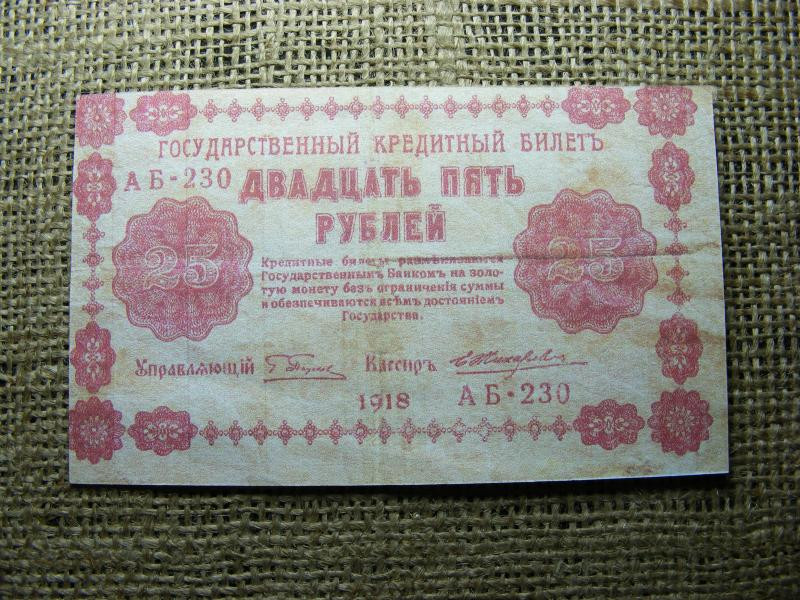 ГОСУДАРСТВЕННЫЙ КРЕДИТНЫЙ БИЛЕТЪ
АБ-230 ДВАДЦАТЬ ПЯТЬ
РУБЛЕЙ
25 25
Кредитные билеты размѣниваются
Государственнымъ Банкомъ на золо-
тую монету безъ ограниченія суммы
и обезпечиваются всѣмъ достояніемъ
Государства.
Управляющій Кассиръ
1918 АБ-230